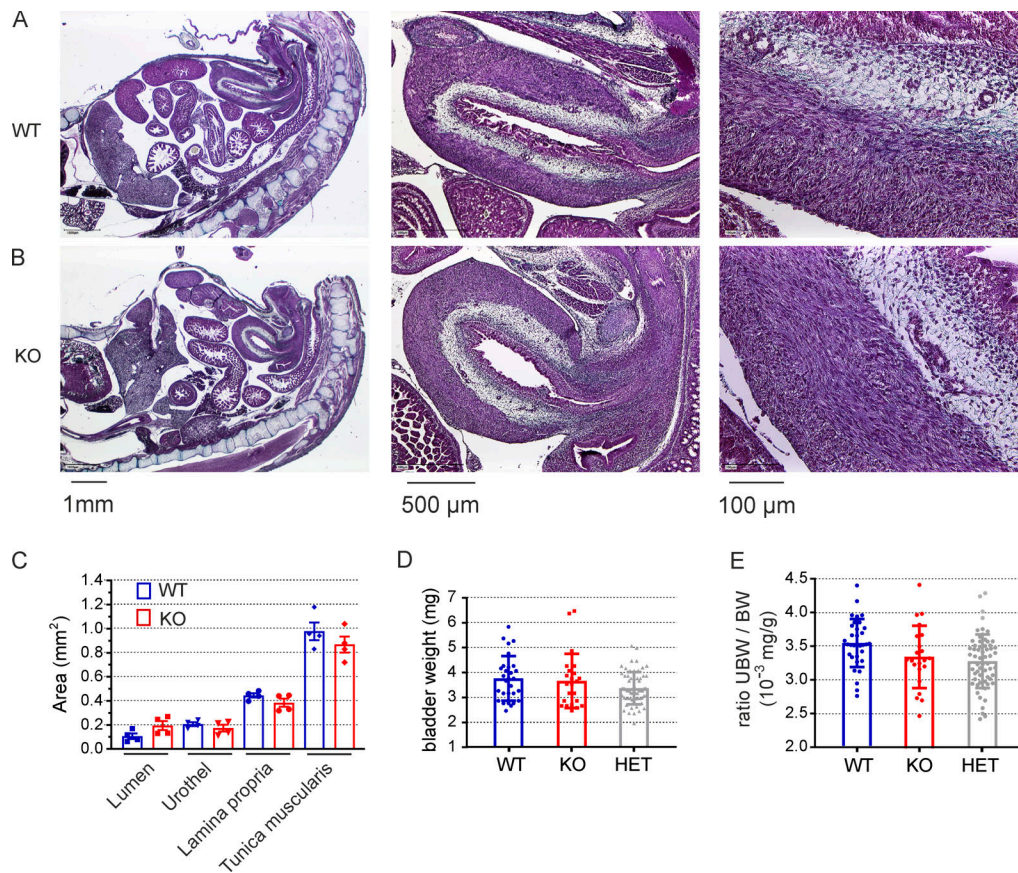 A
WT
B
KO
1mm
500 µm
100 µm
C
WT
KO
Area (mm²)
1.4
1.2
1.0
0.8
0.6
0.4
0.2
0.0
Lumen
Urothel
Lamina propria
Tunica muscularis
D
bladder weight (mg)
7
6
5
4
3
2
1
WT KO HET
E
ratio UBW / BW
(10⁻³ mg/g)
4.5
4.0
3.5
3.0
2.5
2.0
WT KO HET